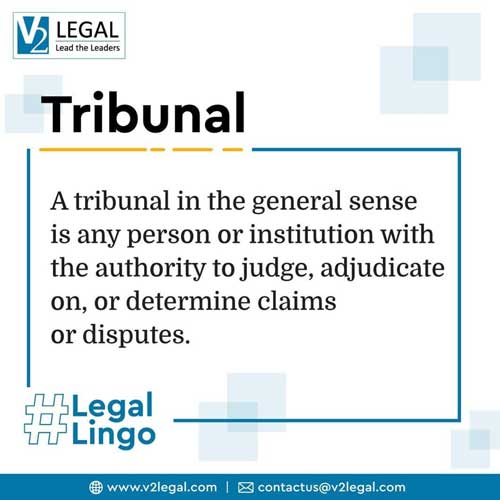 V2 LEGAL
Lead the Leaders
Tribunal
A tribunal in the general sense
is any person or institution with
the authority to judge, adjudicate
on, or determine claims
or disputes.
#Legal
Lingo
www.v2legal.com | contactus@v2legal.com